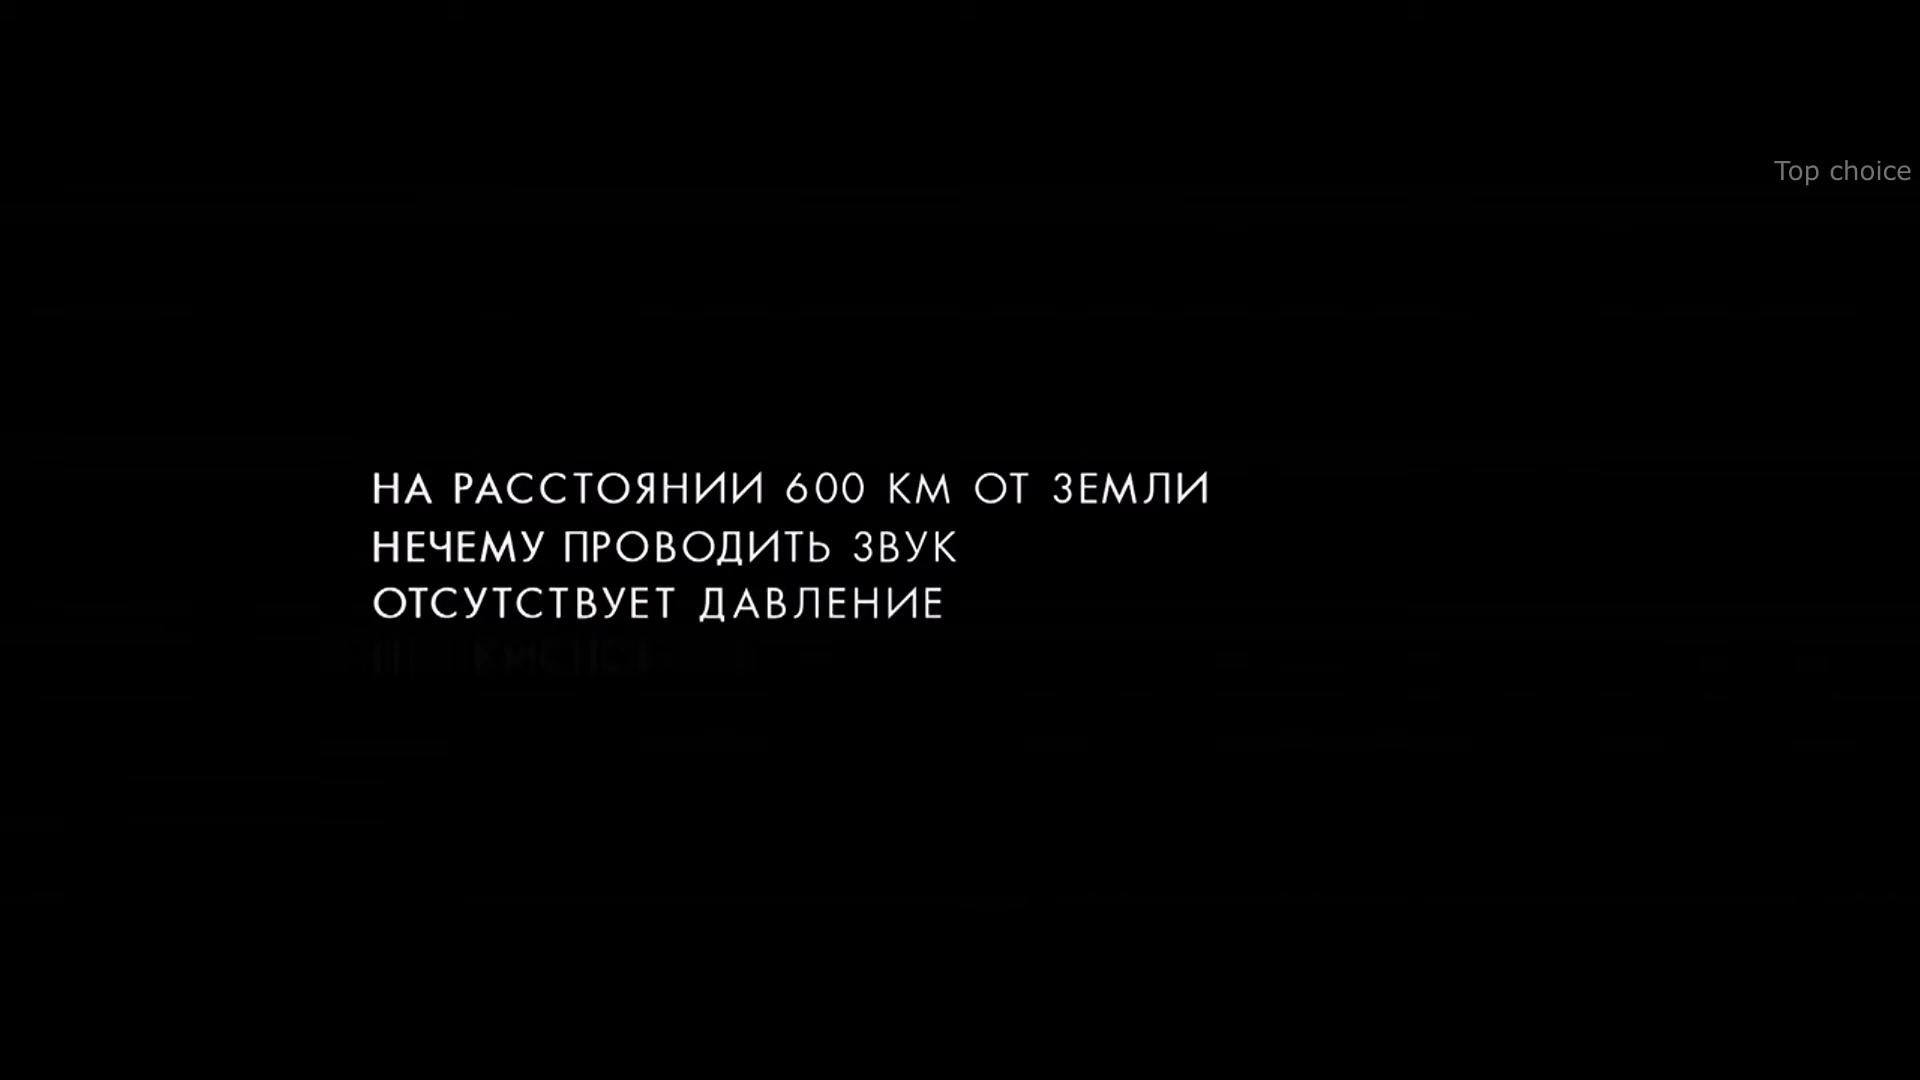 Top choice
НА РАССТОЯНИИ 600 КМ ОТ ЗЕМЛИ
НЕЧЕМУ ПРОВОДИТЬ ЗВУК
ОТСУТСТВУЕТ ДАВЛЕНИЕ